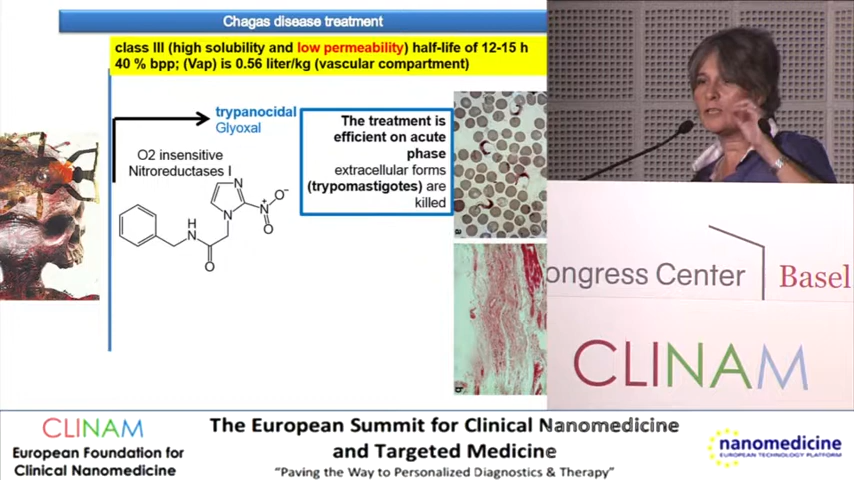 Chagas disease treatment
class III (high solubility and low permeability) half-life of 12-15 h
40 % bpp; (Vap) is 0.56 liter/kg (vascular compartment)
trypanocidal
Glyoxal
O2 insensitive
Nitroreductases I
The treatment is
efficient on acute
phase
extracellular forms
(trypomastigotes) are
killed
N
N
N
+
O
-
O
H
N
O
a
b
ongress Center
Basel
CLINAM
CLINAM
European Foundation for
Clinical Nanomedicine
The European Summit for Clinical Nanomedicine
and Targeted Medicine
"Paving the Way to Personalized Diagnostics & Therapy"
nanomedicine
EUROPEAN TECHNOLOGY PLATFORM